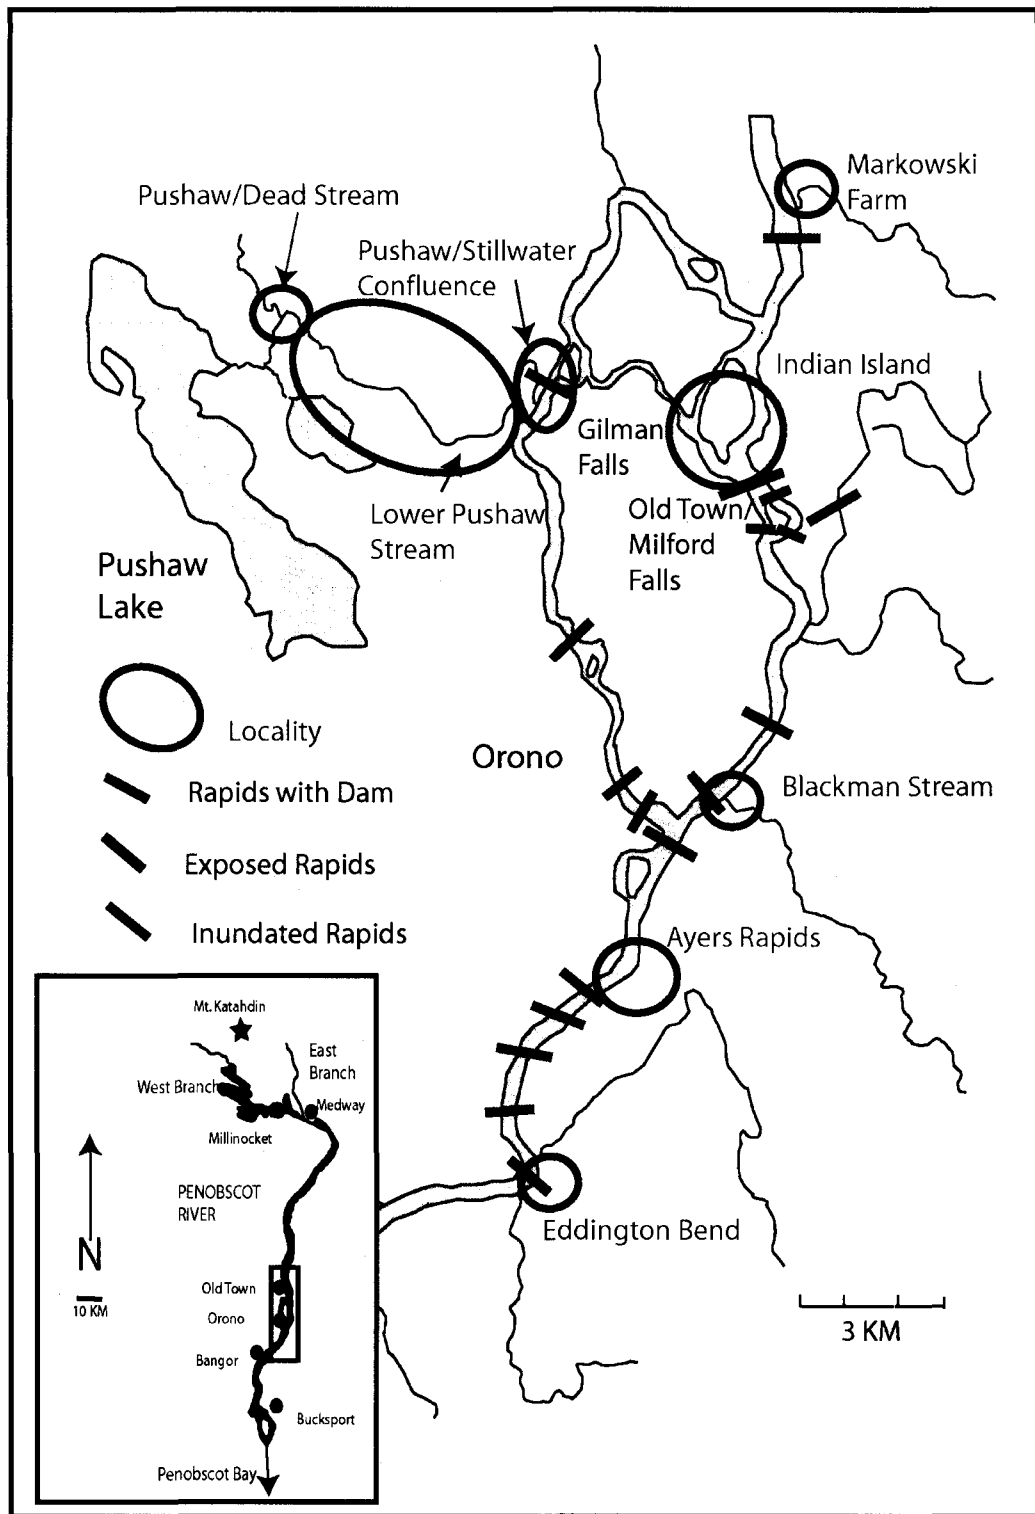 Markowski
Farm
Pushaw/Dead Stream
Pushaw/Stillwater
Confluence
Indian Island
Gilman
Falls
Lower Pushaw
Stream
Old Town/
Milford
Falls
Pushaw
Lake
Locality
Orono
Rapids with Dam
Blackman Stream
Exposed Rapids
Inundated Rapids
Ayers Rapids
Mt. Katahdin
East
Branch
West Branch
Medway
Millinocket
PENOBSCOT
RIVER
N
10 KM
Old Town
Orono
Bangor
Bucksport
Penobscot Bay
Eddington Bend
3 KM